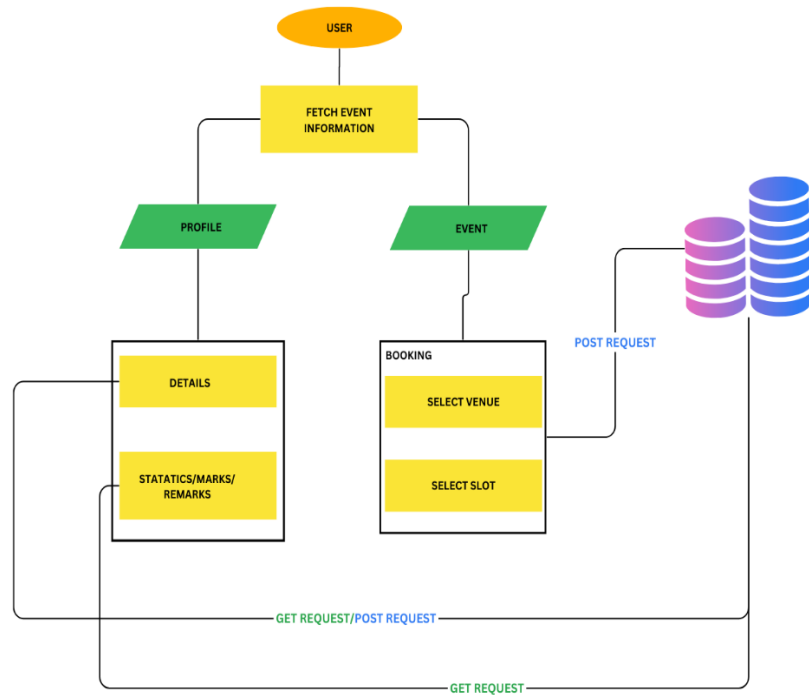 USER
FETCH EVENT
INFORMATION
PROFILE
EVENT
POST REQUEST
BOOKING
DETAILS
SELECT VENUE
STATATICS/MARKS/
REMARKS
SELECT SLOT
GET REQUEST/POST REQUEST
GET REQUEST